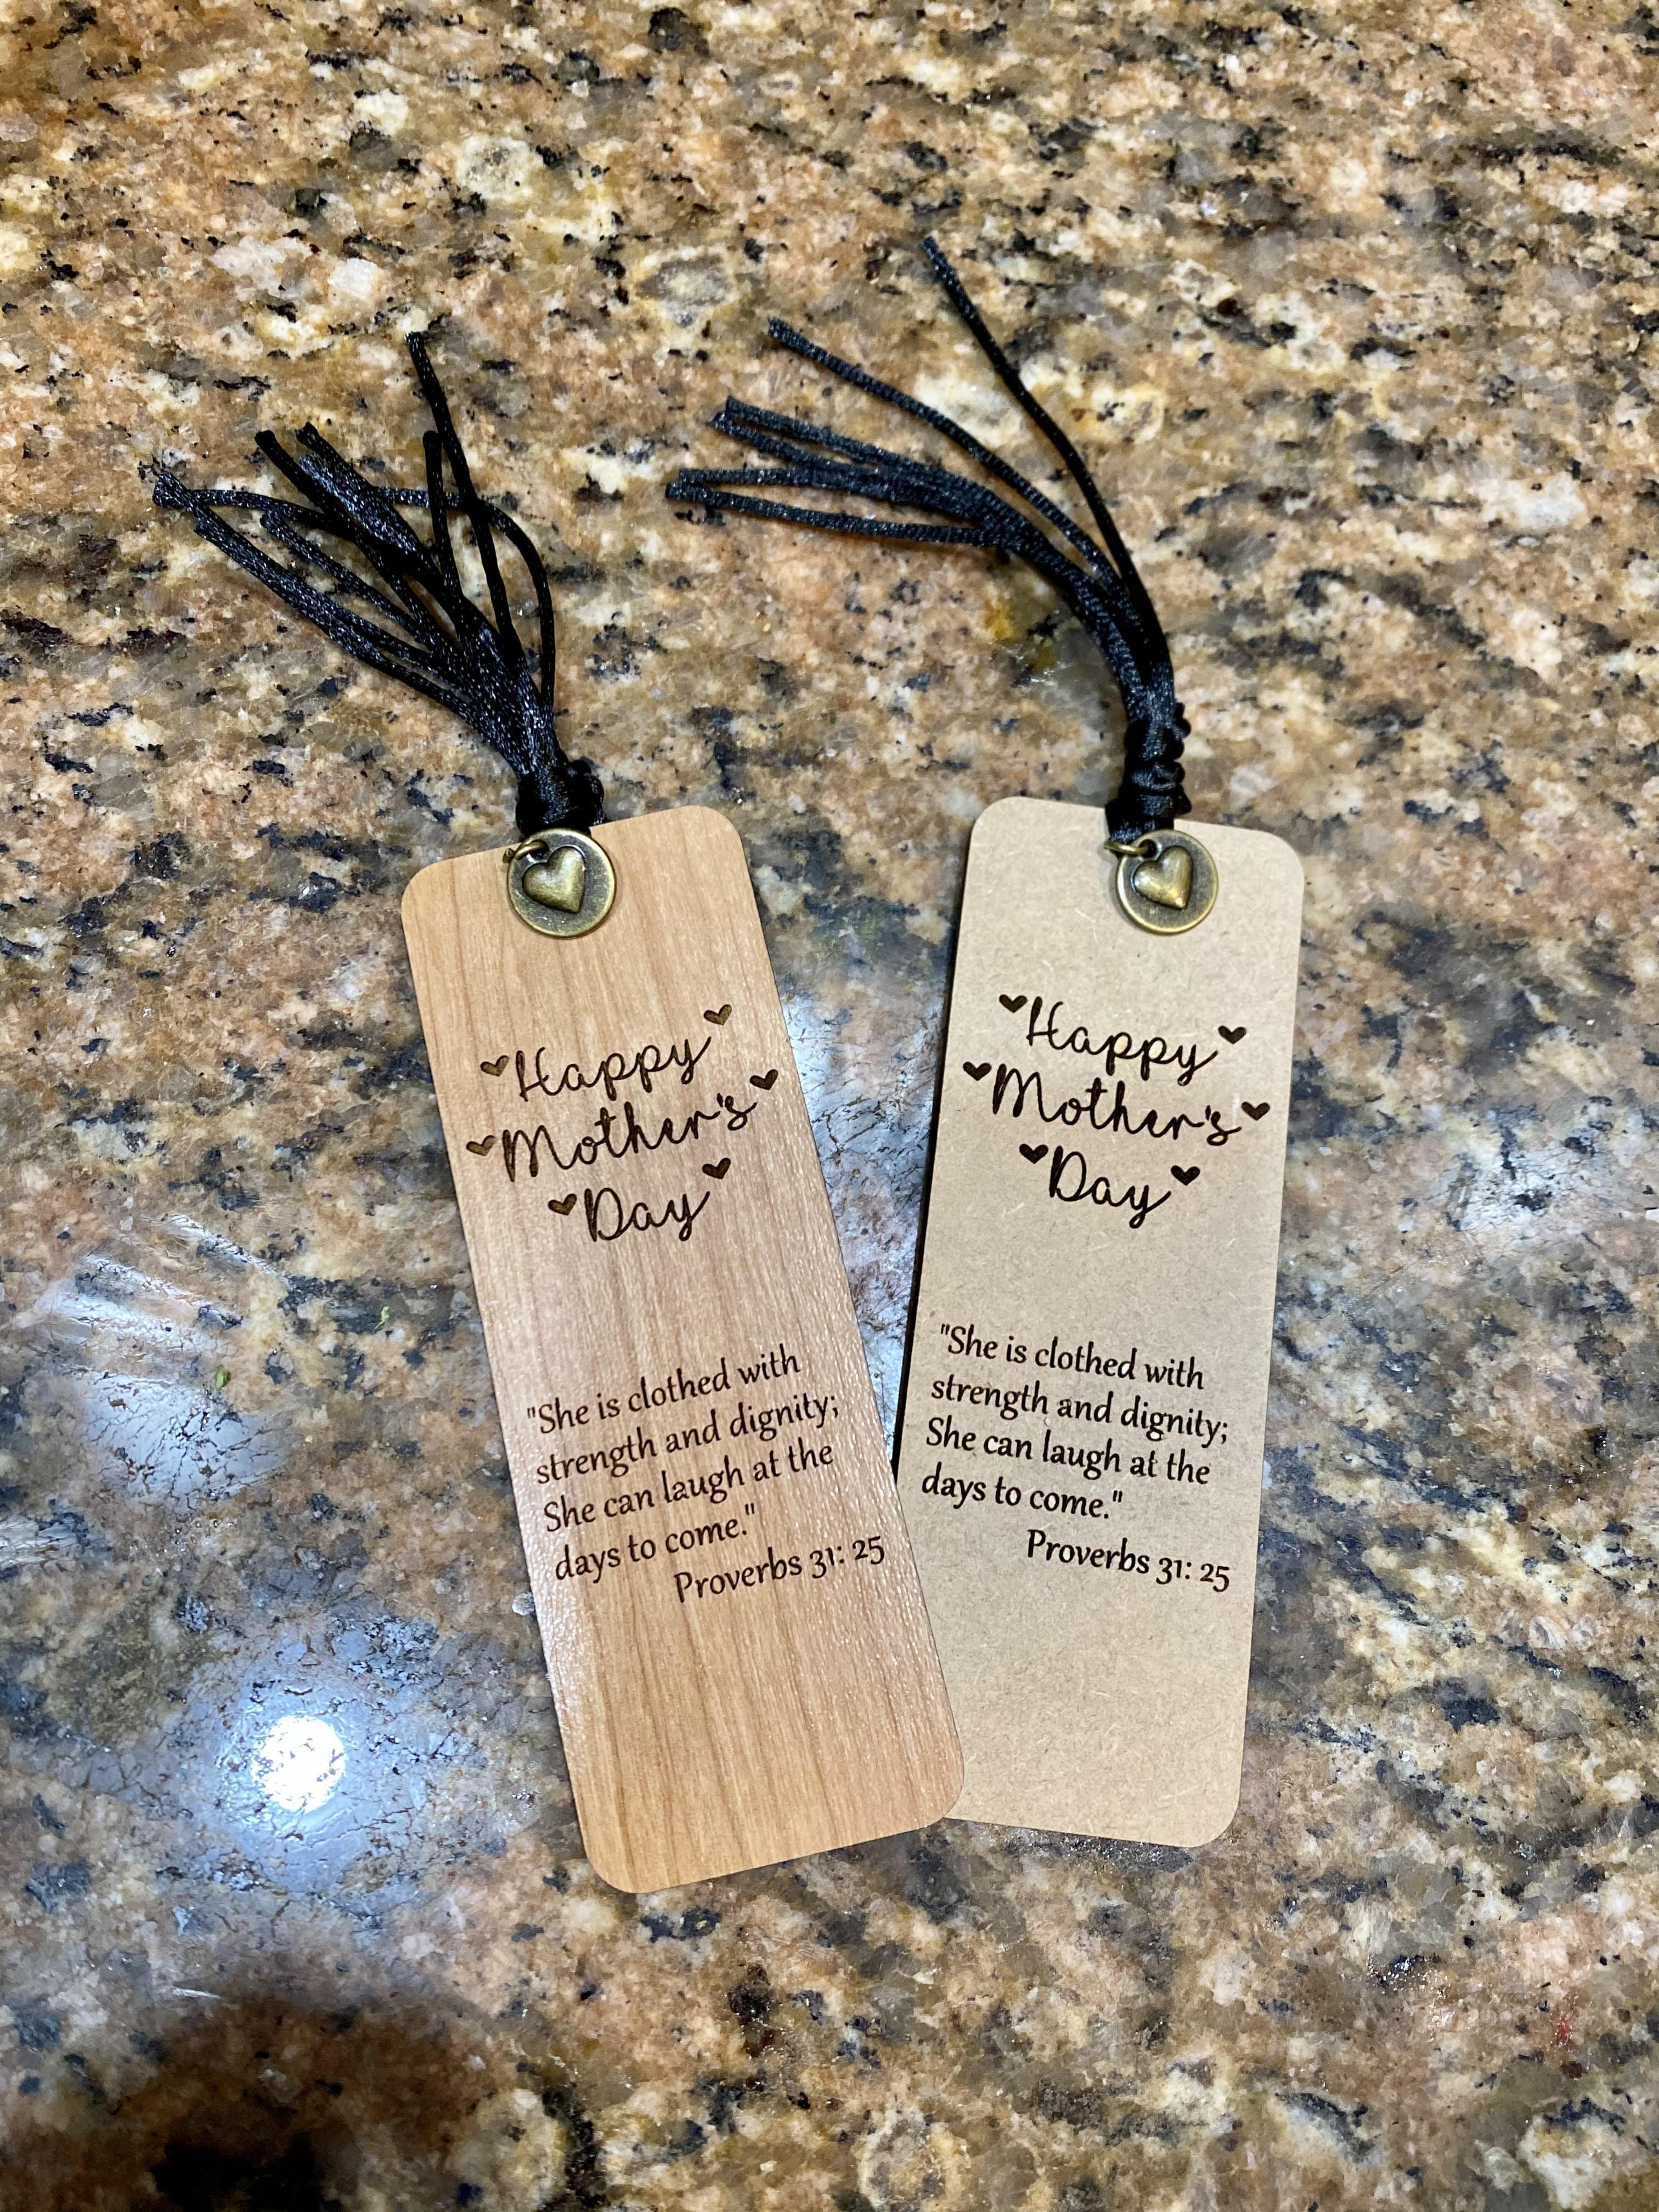 Happy
Mother's
Day
"She is clothed with
strength and dignity;
She can laugh at the
days to come."
Proverbs 31: 25
Happy
Mother's
Day
"She is clothed with
strength and dignity;
She can laugh at the
days to come."
Proverbs 31: 25